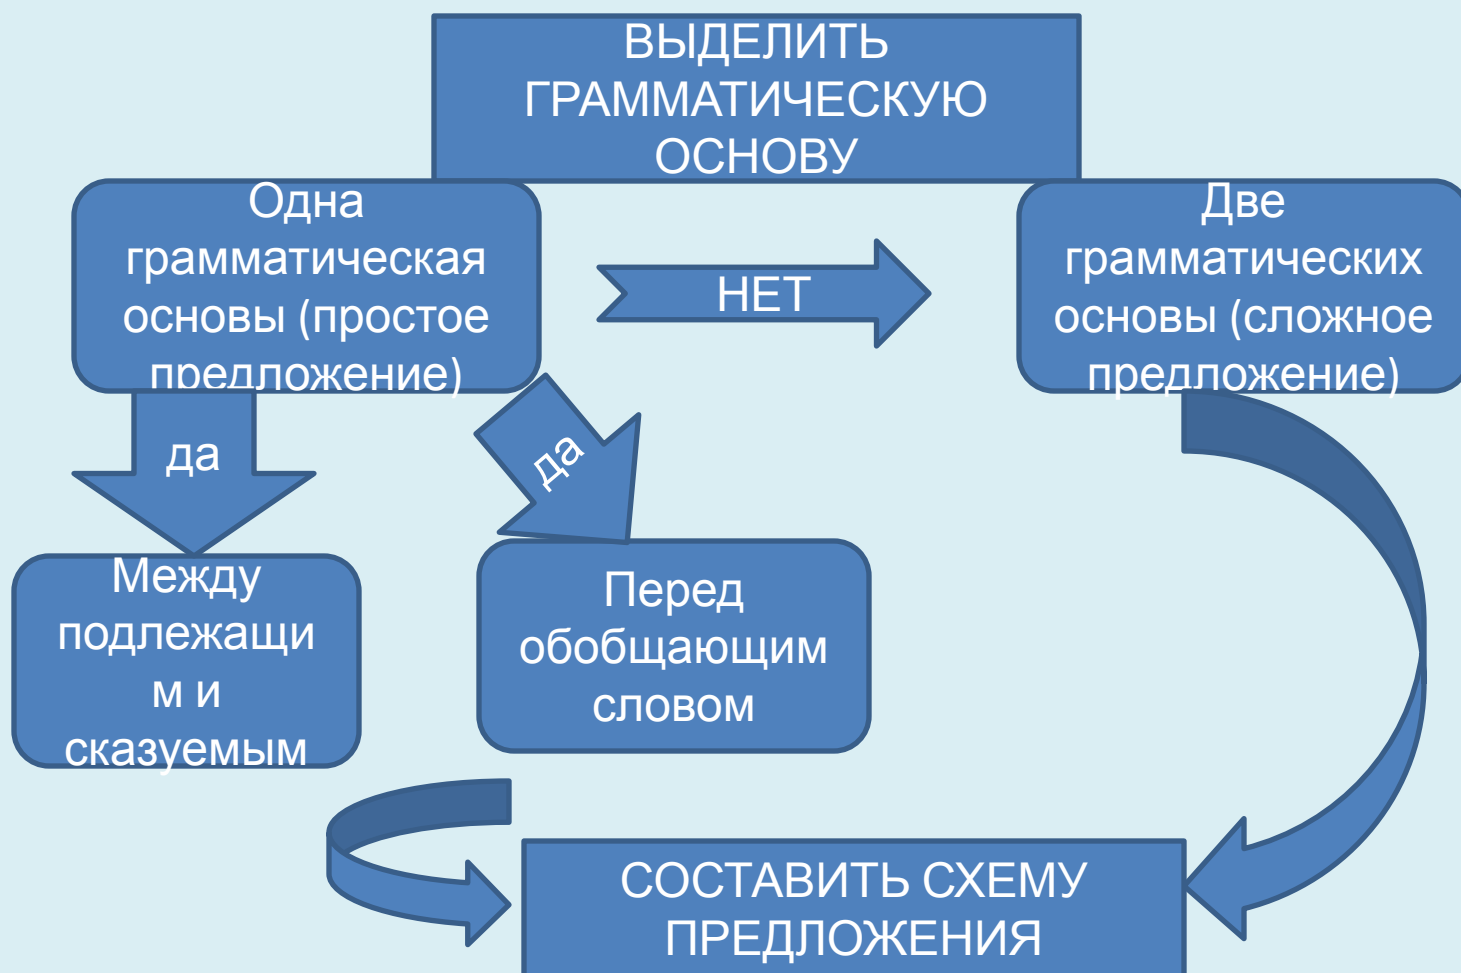 ВЫДЕЛИТЬ
ГРАММАТИЧЕСКУЮ
ОСНОВУ
Одна
грамматическая
основы (простое
предложение)
НЕТ
Две
грамматических
основы (сложное
предложение)
да
да
Между
подлежащи
м и
сказуемым
Перед
обобщающим
словом
СОСТАВИТЬ СХЕМУ
ПРЕДЛОЖЕНИЯ